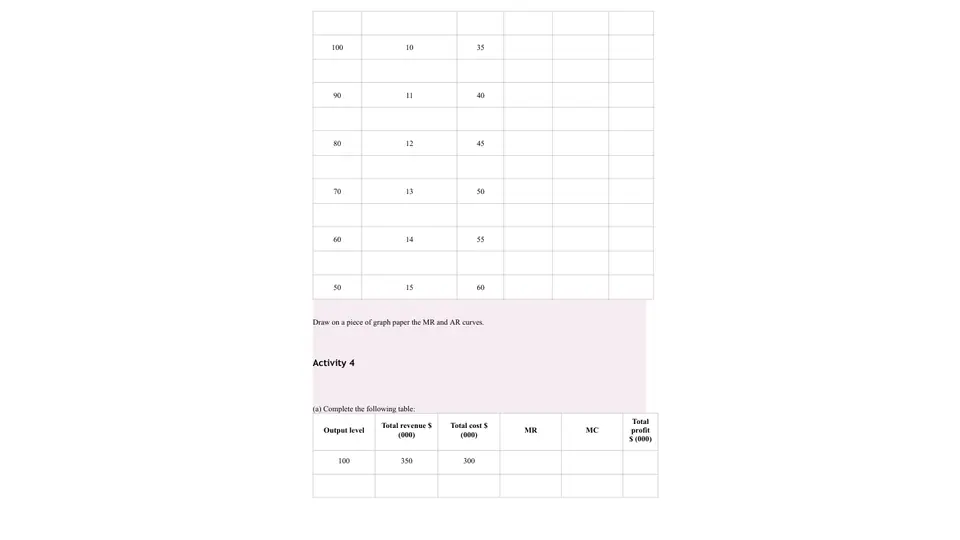 100 10 35
90 11 40
80 12 45
70 13 50
60 14 55
50 15 60
Draw on a piece of graph paper the MR and AR curves.
Activity 4
(a) Complete the following table:
Output level Total revenue $ (000) Total cost $ (000) MR MC Total profit $ (000)
100 350 300